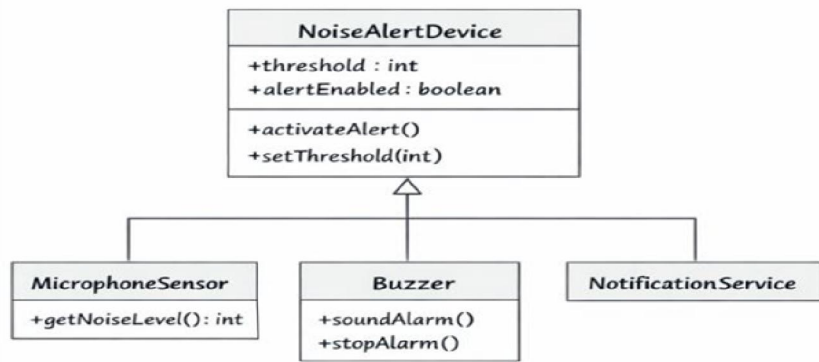 NoiseAlertDevice
+threshold : int
+alertEnabled : boolean
+activateAlert()
+setThreshold(int)
MicrophoneSensor
+getNoiseLevel(): int
Buzzer
+soundAlarm()
+stopAlarm()
NotificationService